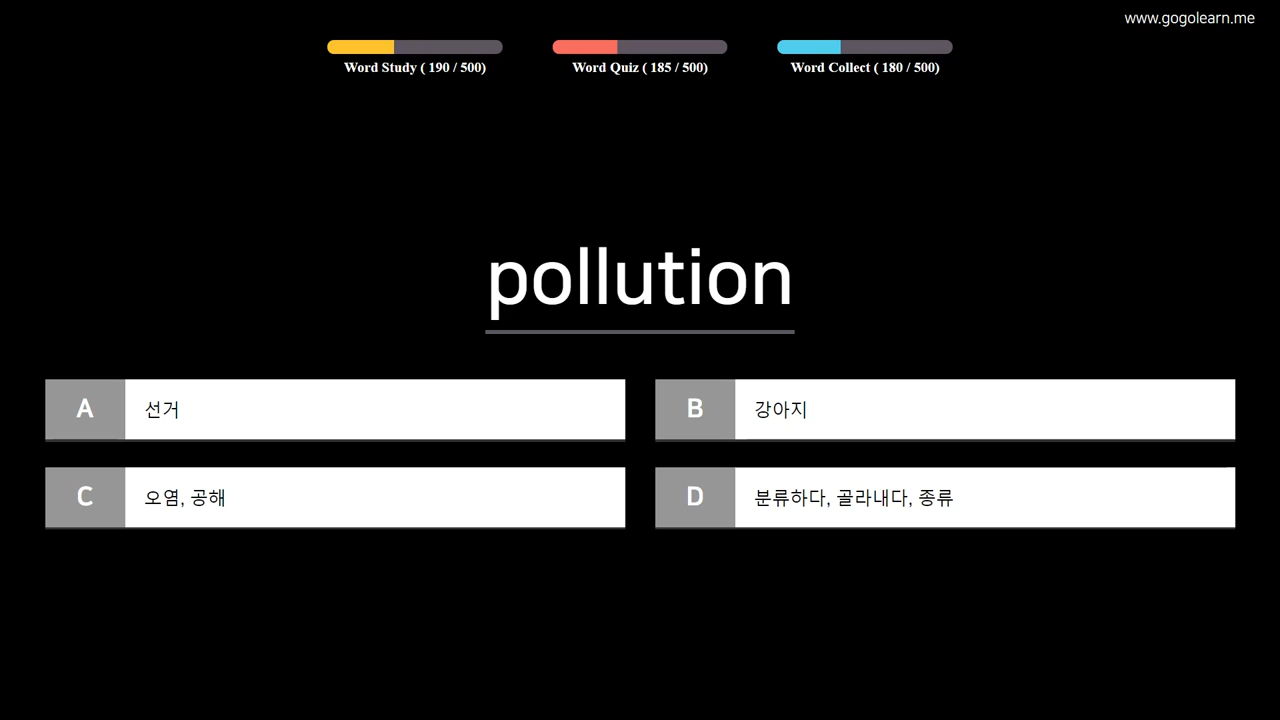 www.gogolearn.me
Word Study ( 190 / 500)
Word Quiz ( 185 / 500)
Word Collect ( 180 / 500)
pollution
A 선거
B 강아지
C 오염, 공해
D 분류하다, 골라내다, 종류